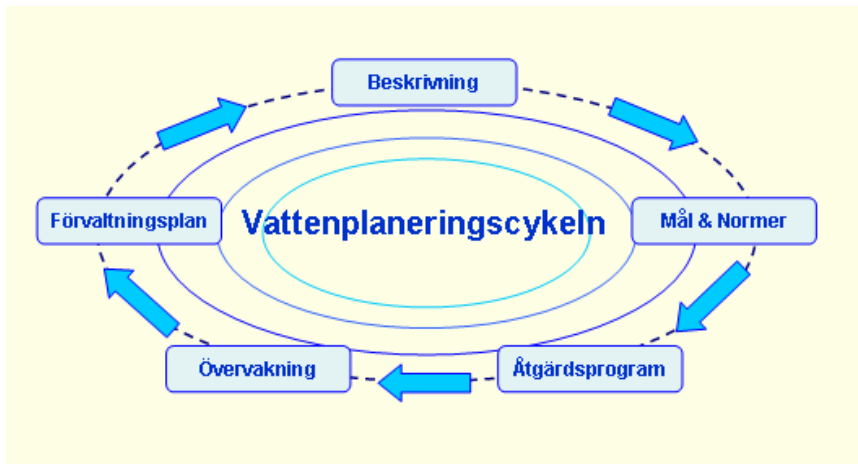 Beskrivning
Förvaltningsplan
Vattenplaneringscykeln
Mål & Normer
Övervakning
Åtgärdsprogram